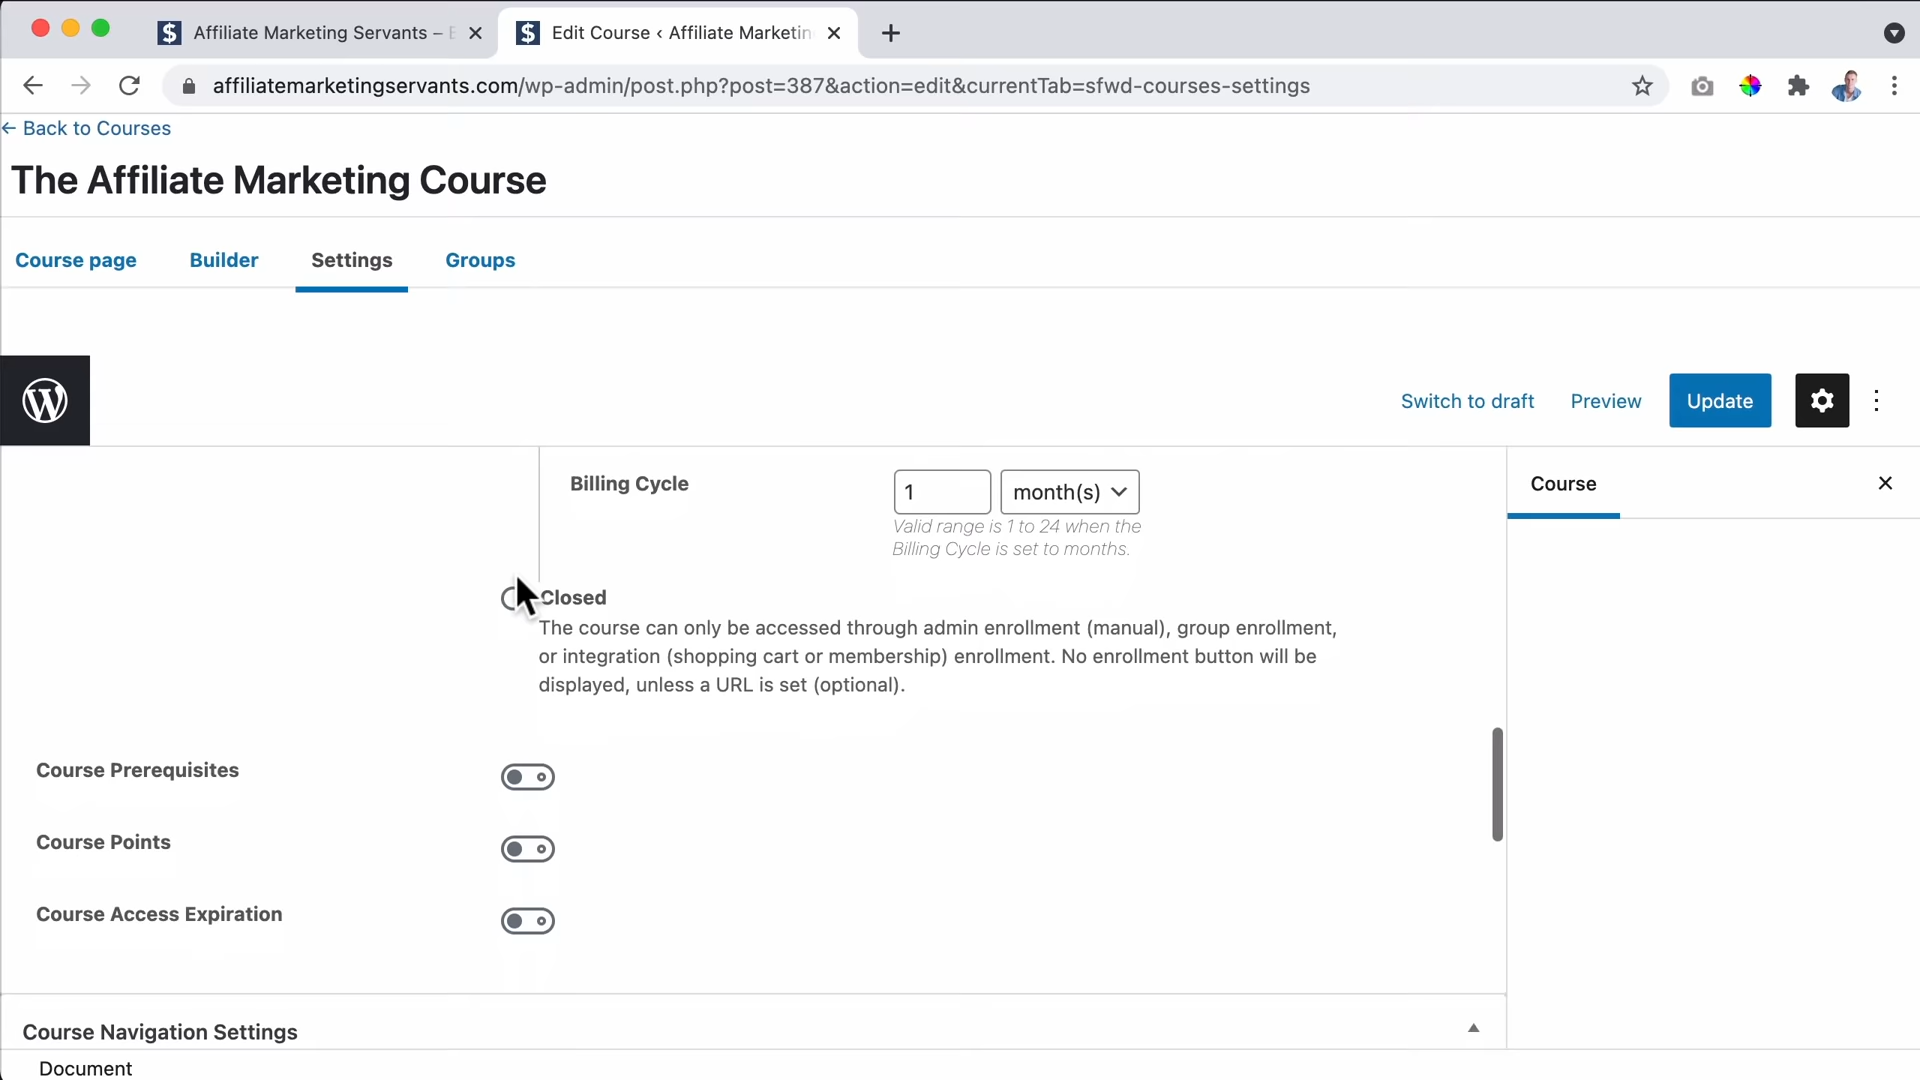 Affiliate Marketing Servants –
Edit Course ‹ Affiliate Marketin
affiliatemarketingservants.com/wp-admin/post.php?post=387&action=edit&currentTab=sfwd-courses-settings
← Back to Courses
The Affiliate Marketing Course
Course page
Builder
Settings
Groups
Switch to draft
Preview
Update
Billing Cycle
1
month(s)
Valid range is 1 to 24 when the
Billing Cycle is set to months.
Course
Closed
The course can only be accessed through admin enrollment (manual), group enrollment,
or integration (shopping cart or membership) enrollment. No enrollment button will be
displayed, unless a URL is set (optional).
Course Prerequisites
Course Points
Course Access Expiration
Course Navigation Settings
Document